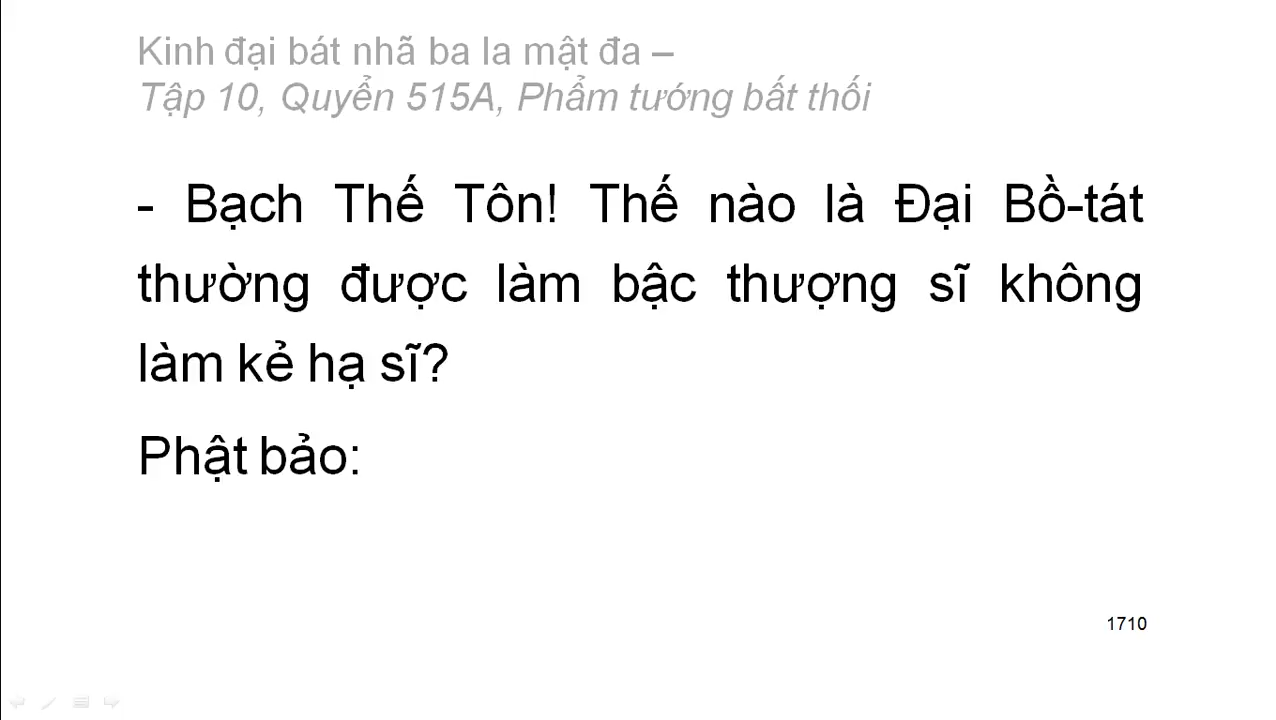 Kinh đại bát nhã ba la mật đa –
Tập 10, Quyển 515A, Phẩm tướng bất thối
- Bạch Thế Tôn! Thế nào là Đại Bồ-tát
thường được làm bậc thượng sĩ không
làm kẻ hạ sĩ?
Phật bảo:
1710